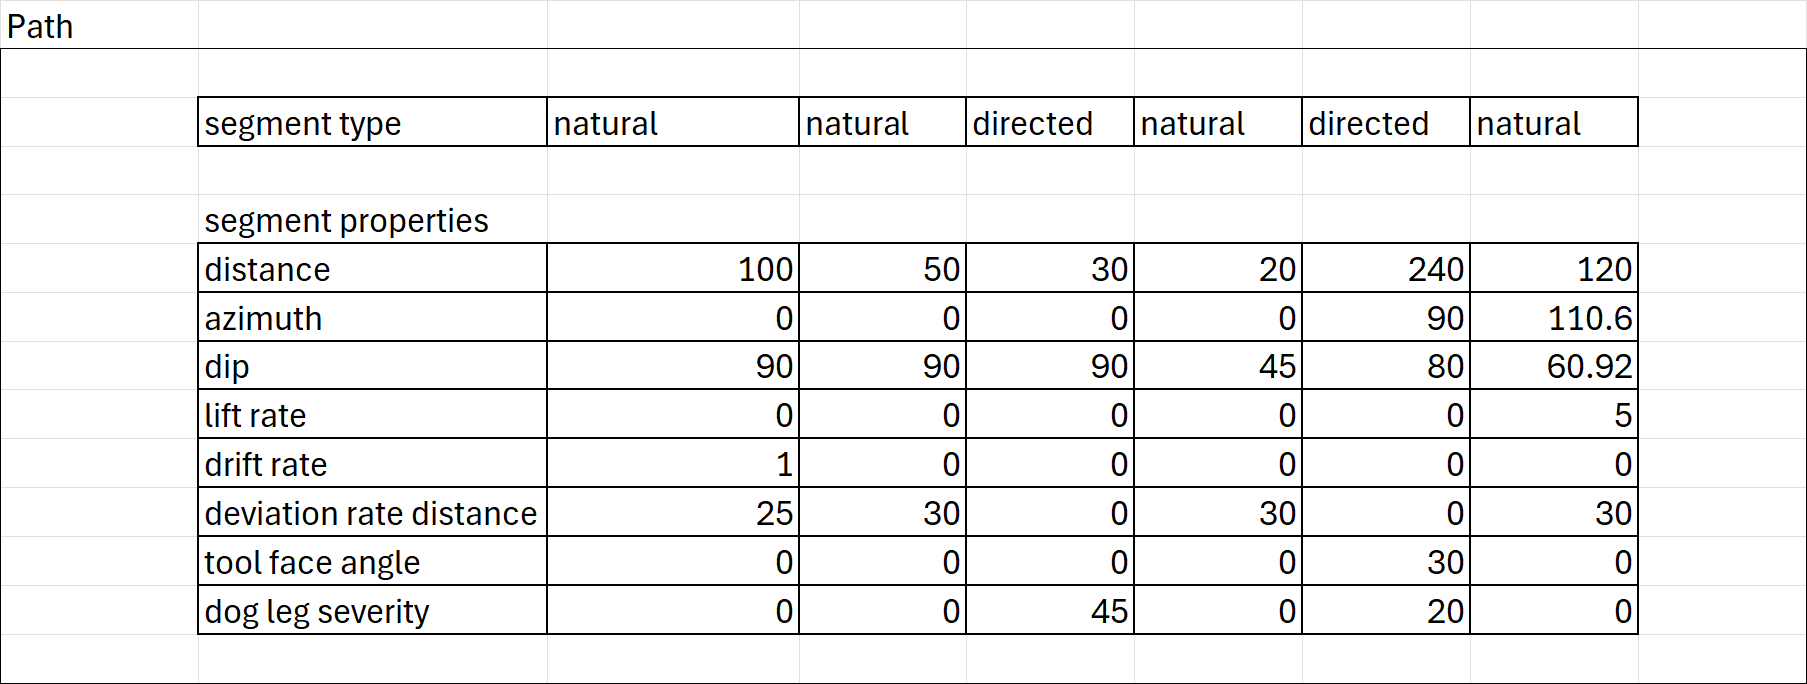 Path
segment type natural natural directed natural directed natural
segment properties
distance 100 50 30 20 240 120
azimuth 0 0 0 0 90 110.6
dip 90 90 90 45 80 60.92
lift rate 0 0 0 0 0 5
drift rate 1 0 0 0 0 0
deviation rate distance 25 30 0 30 0 30
tool face angle 0 0 0 0 30 0
dog leg severity 0 0 45 0 20 0